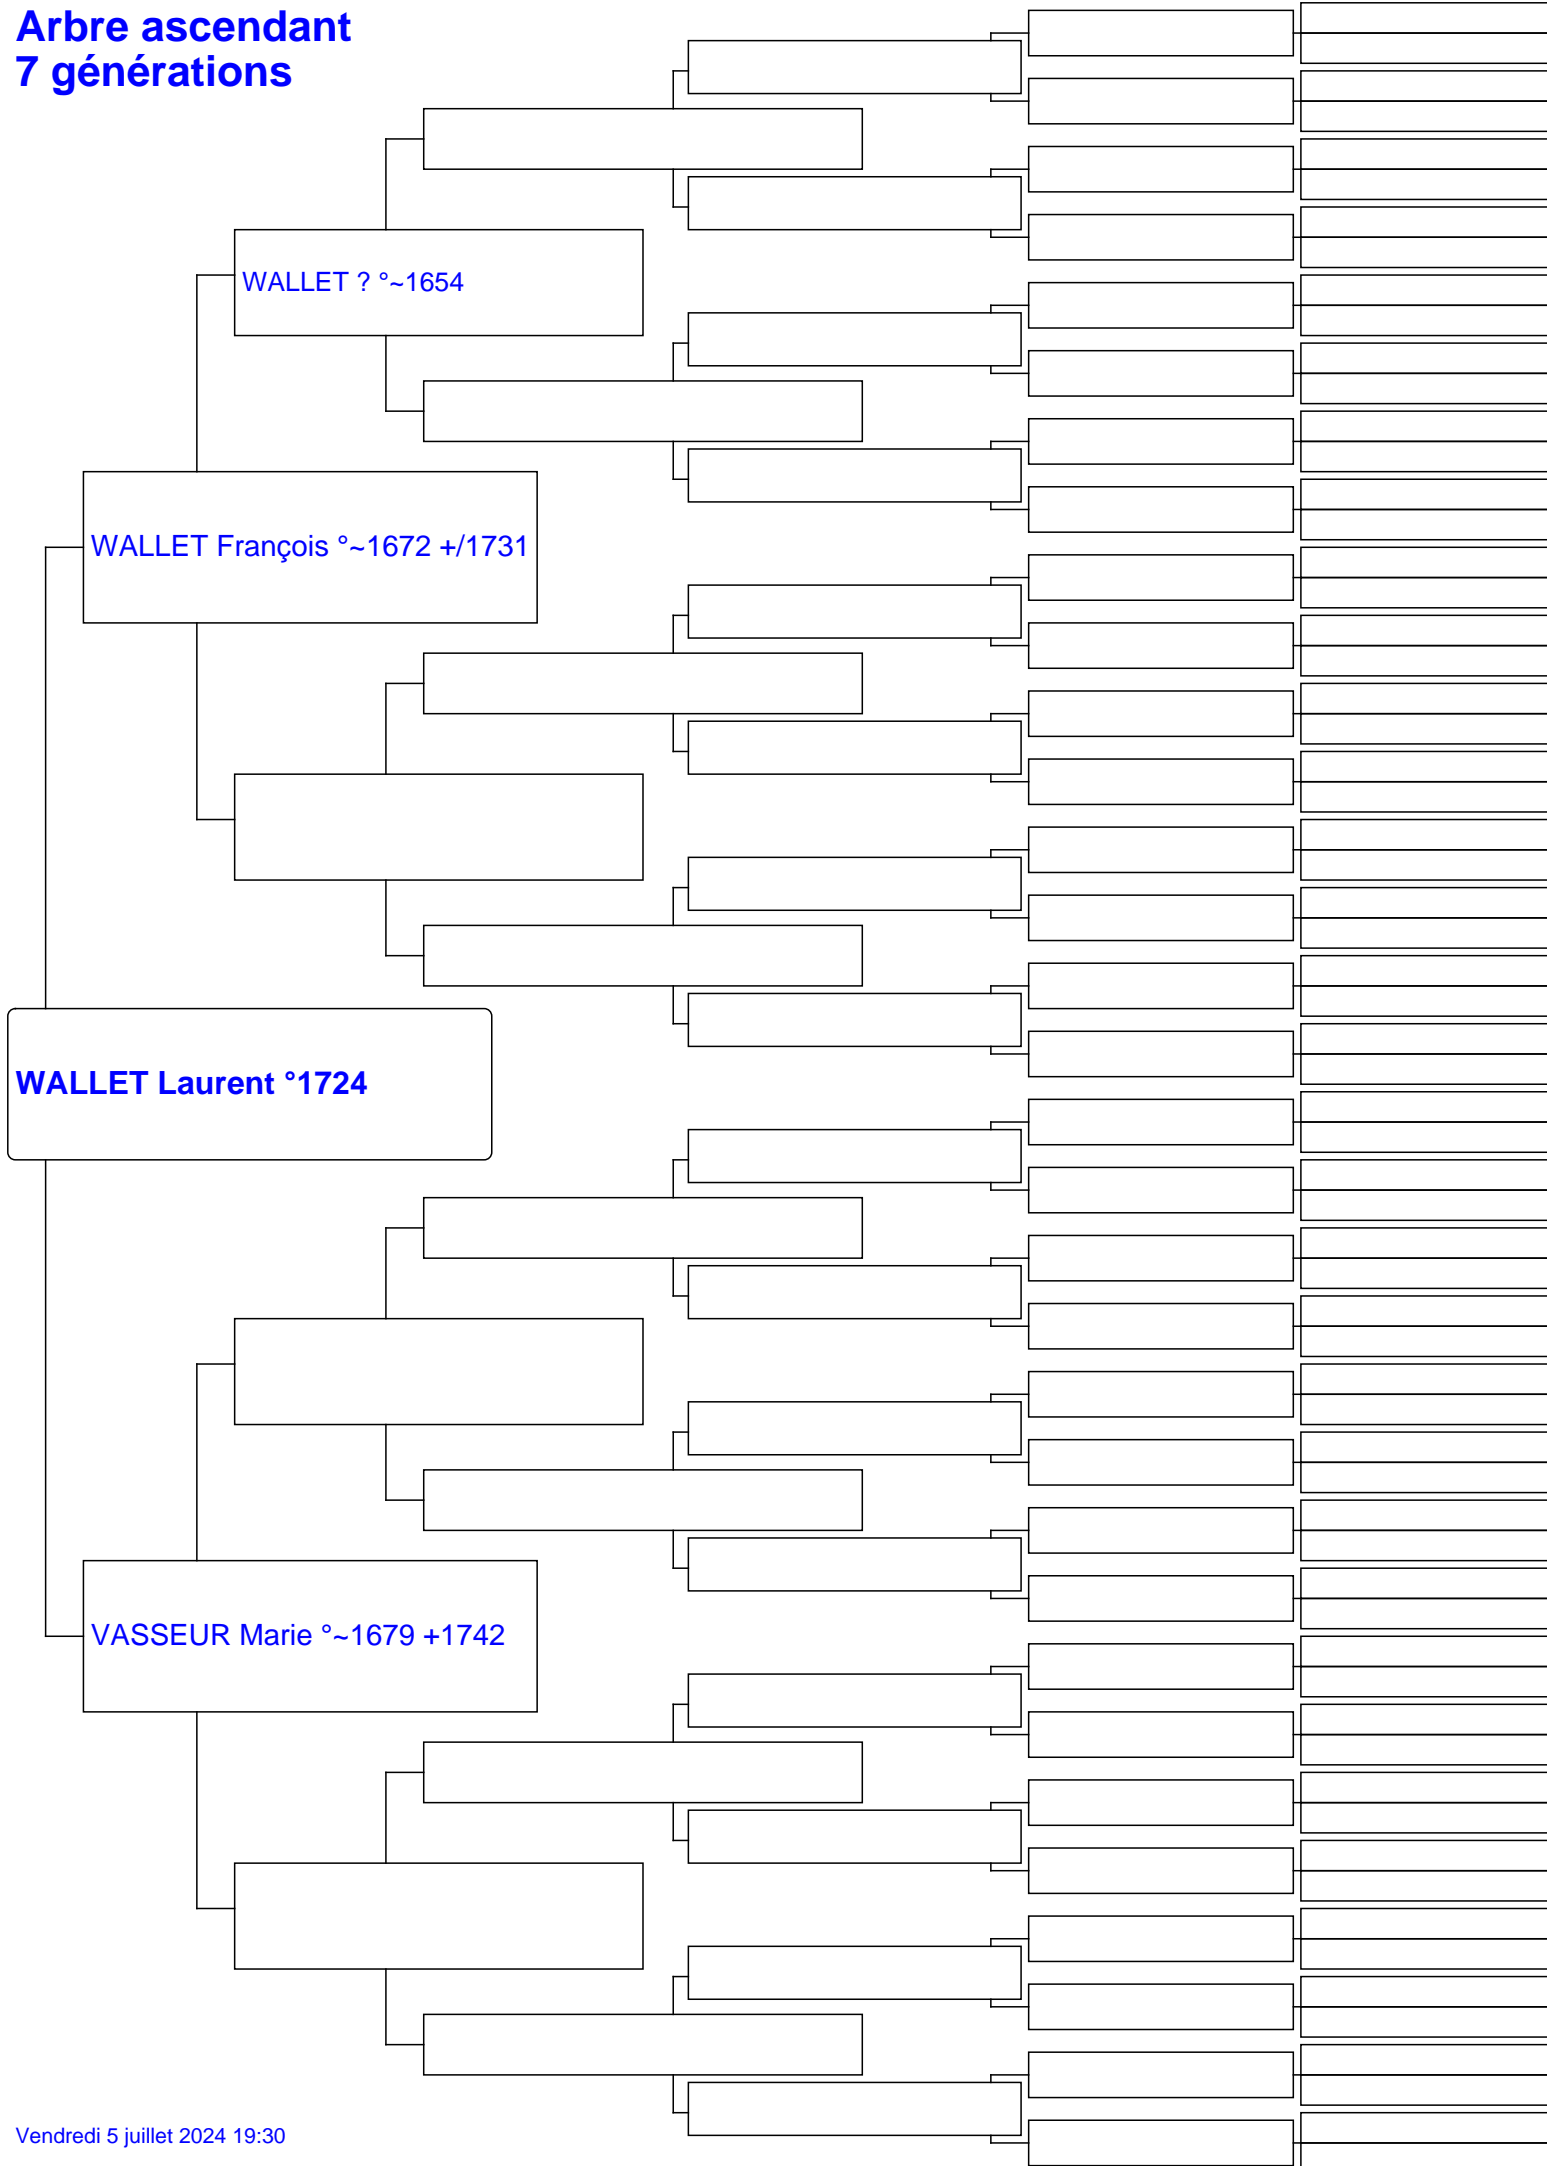 Arbre ascendant
7 générations
WALLET ? °~1654
WALLET François °~1672 +/1731
WALLET Laurent °1724
VASSEUR Marie °~1679 +1742
Vendredi 5 juillet 2024 19:30